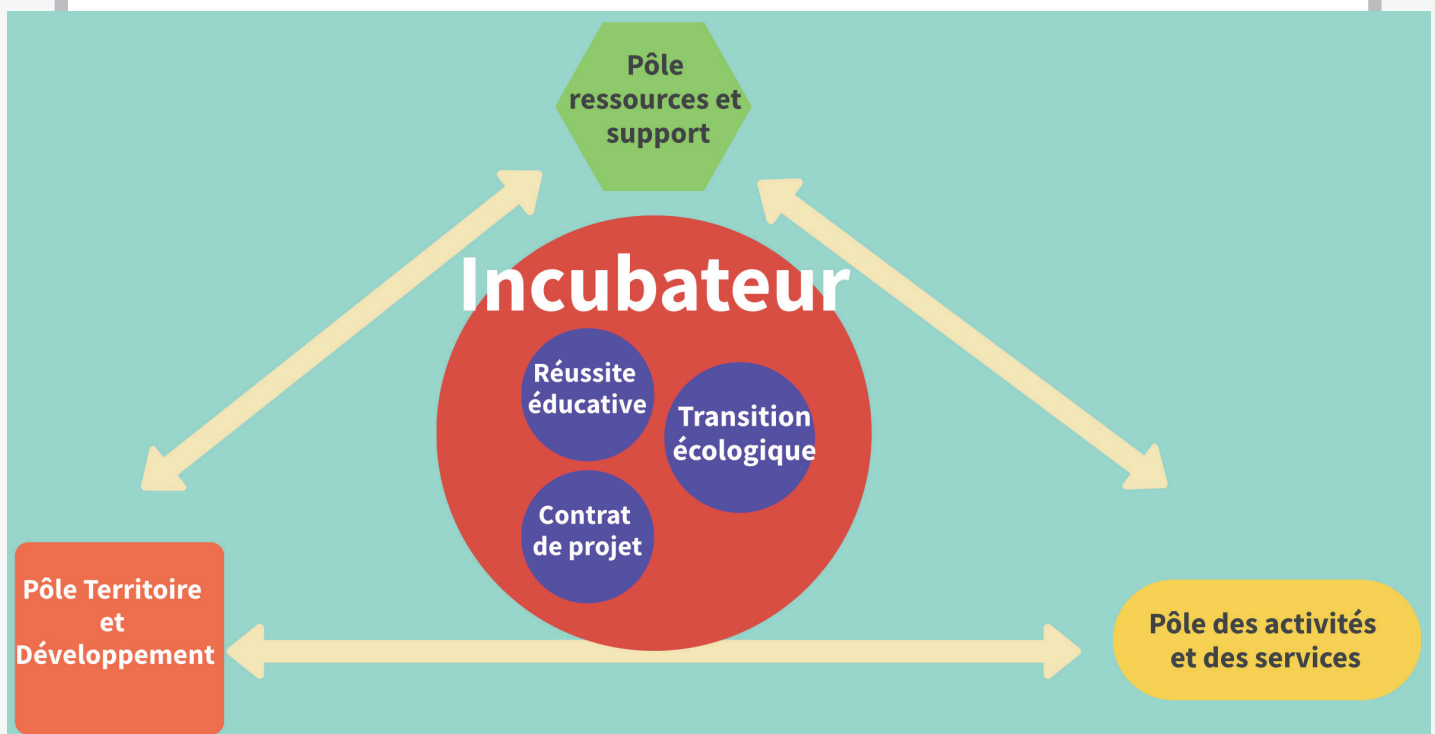 Pôle
ressources et
support
Incubateur
Réussite
éducative
Transition
écologique
Contrat
de projet
Pôle Territoire
et
Développement
Pôle des activités
et des services